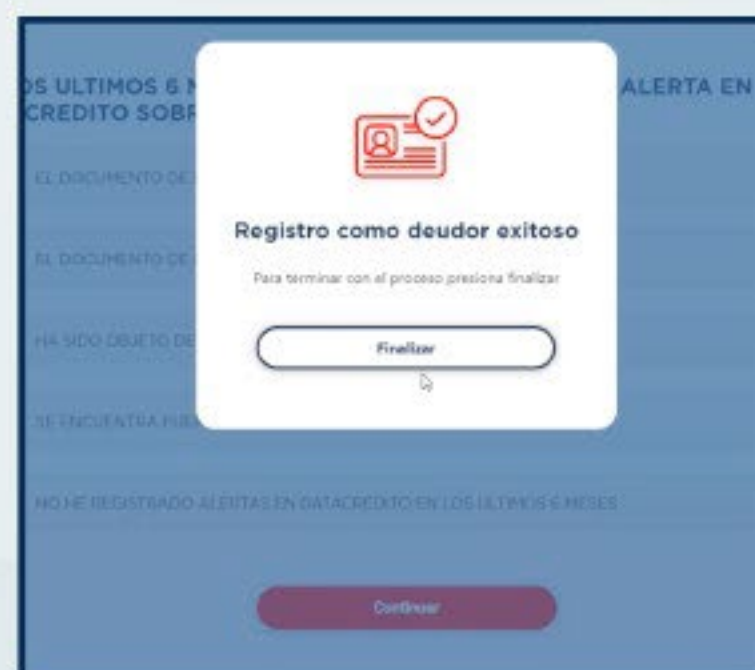 OS ULTIMOS 6 ALERTA EN
CREDITO SOBR
EL DOCUMENTO DE
EL DOCUMENTO DE
HA SIDO OBJETO DE
SE ENCUENTRA
NO HE REGISTRADO ALERTAS EN DATACREDITO EN LOS ULTIMOS 6 MESES
Registro como deudor exitoso
Para terminar con el proceso presiona finalizar
Finalizar
Continuar